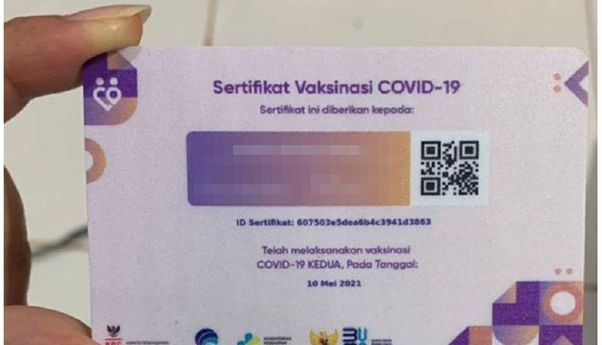 Sertifikat Vaksinasi COVID-19
Sertifikat ini diberikan kepada:
ID Sertifikat: 607503e5dea6b4c3941d3863
Telah melaksanakan vaksinasi
COVID-19 KEDUA, Pada Tanggal:
10 Mei 2021